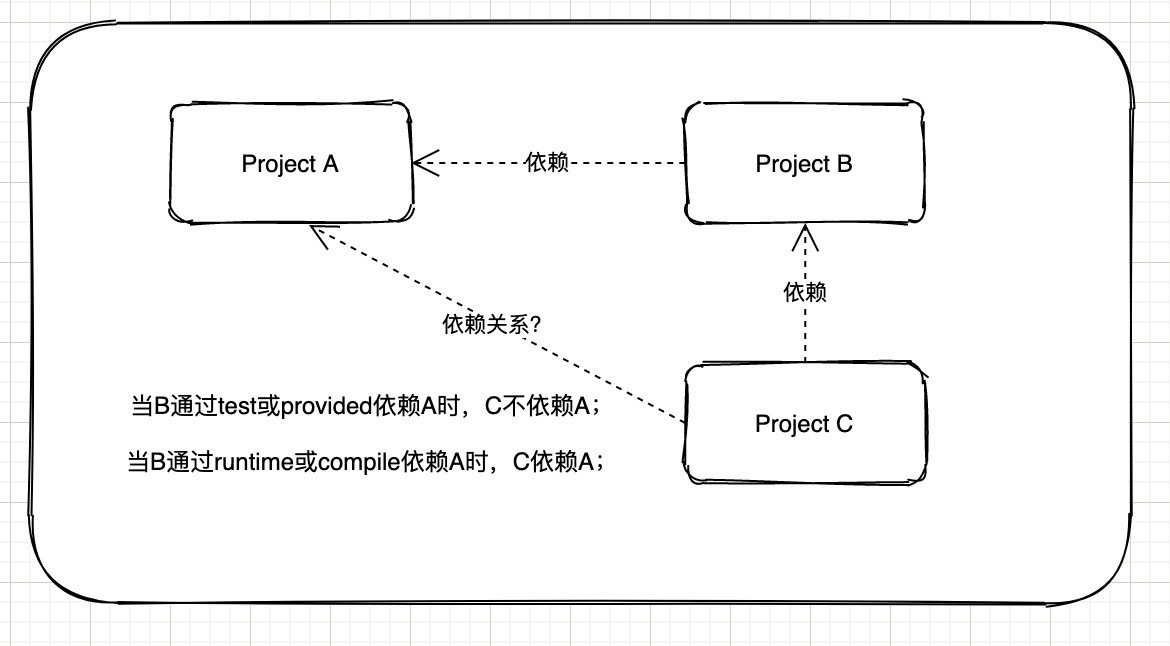 Project A
依赖
Project B
依赖
依赖关系?
当B通过test或provided依赖A时，C不依赖A；
Project C
当B通过runtime或compile依赖A时，C依赖A；